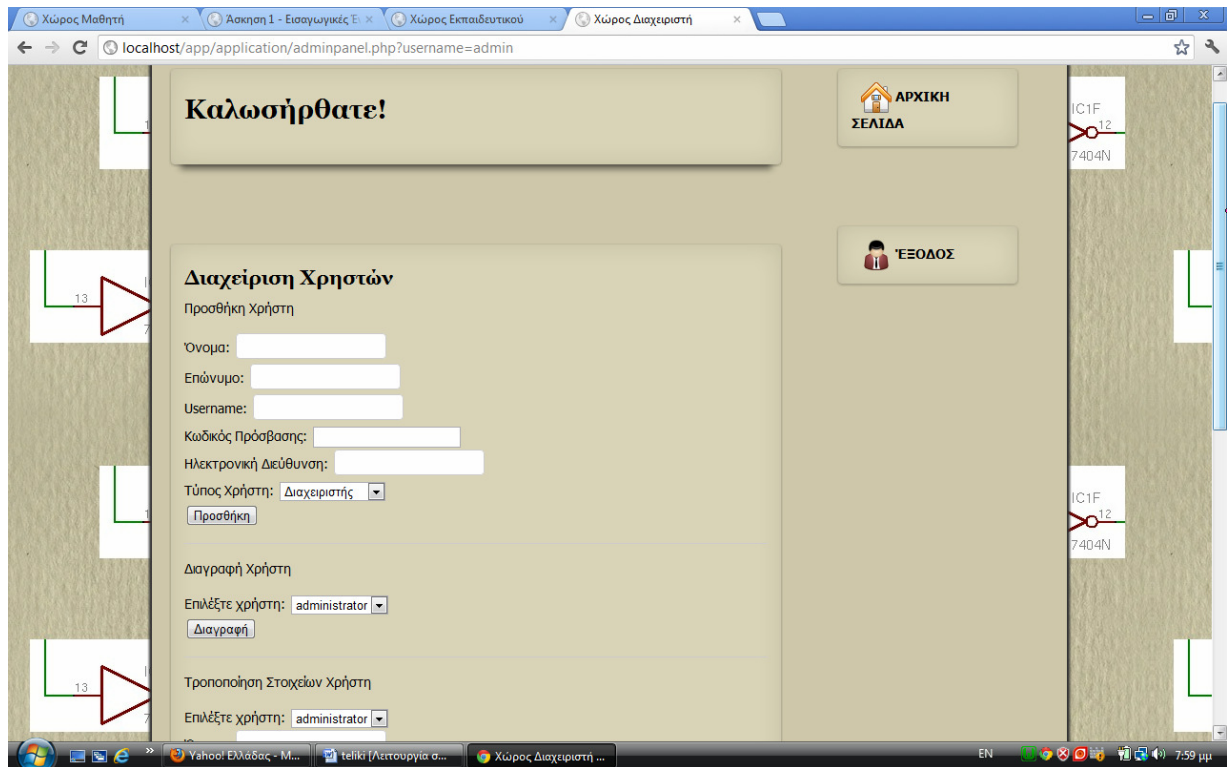 Χώρος Μαθητή
Άσκηση 1 - Εισαγωγικές Έ
Χώρος Εκπαιδευτικού
Χώρος Διαχειριστή
localhost/app/application/adminpanel.php?username=admin
Καλωσήρθατε!
ΑΡΧΙΚΗ
ΣΕΛΙΔΑ
IC1F
12
7404N
ΈΞΟΔΟΣ
Διαχείριση Χρηστών
13
Προσθήκη Χρήστη
Όνομα:
Επώνυμο:
Username:
Κωδικός Πρόσβασης:
Ηλεκτρονική Διεύθυνση:
Τύπος Χρήστη: Διαχειριστής
Προσθήκη
IC1F
12
7404N
Διαγραφή Χρήστη
Επιλέξτε χρήστη: administrator
Διαγραφή
Τροποποίηση Στοιχείων Χρήστη
13
Επιλέξτε χρήστη: administrator
Yahoo! Ελλάδας - M...
teliki [Λειτουργία σ...
Χώρος Διαχειριστή ...
EN
7:59 μμ